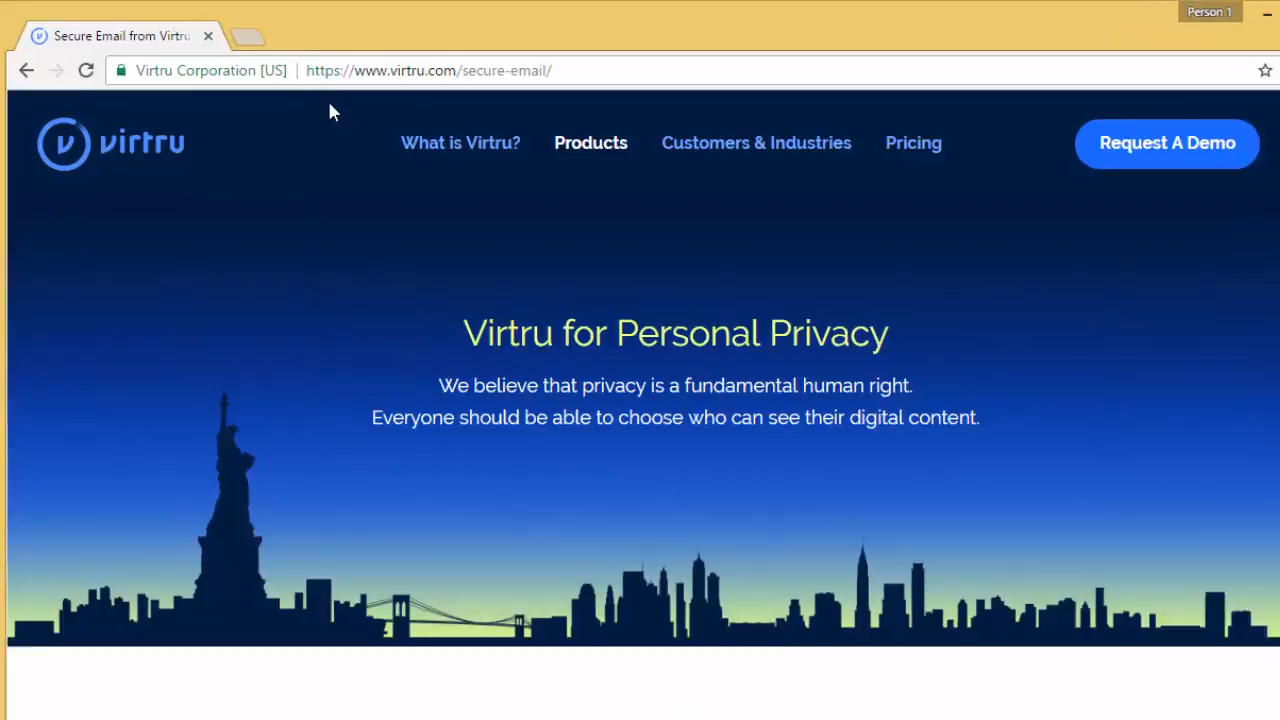 Person 1
Secure Email from Virtru
Virtru Corporation [US] | https://www.virtru.com/secure-email/
virtru
What is Virtru? Products Customers & Industries Pricing
Request A Demo
Virtru for Personal Privacy
We believe that privacy is a fundamental human right.
Everyone should be able to choose who can see their digital content.